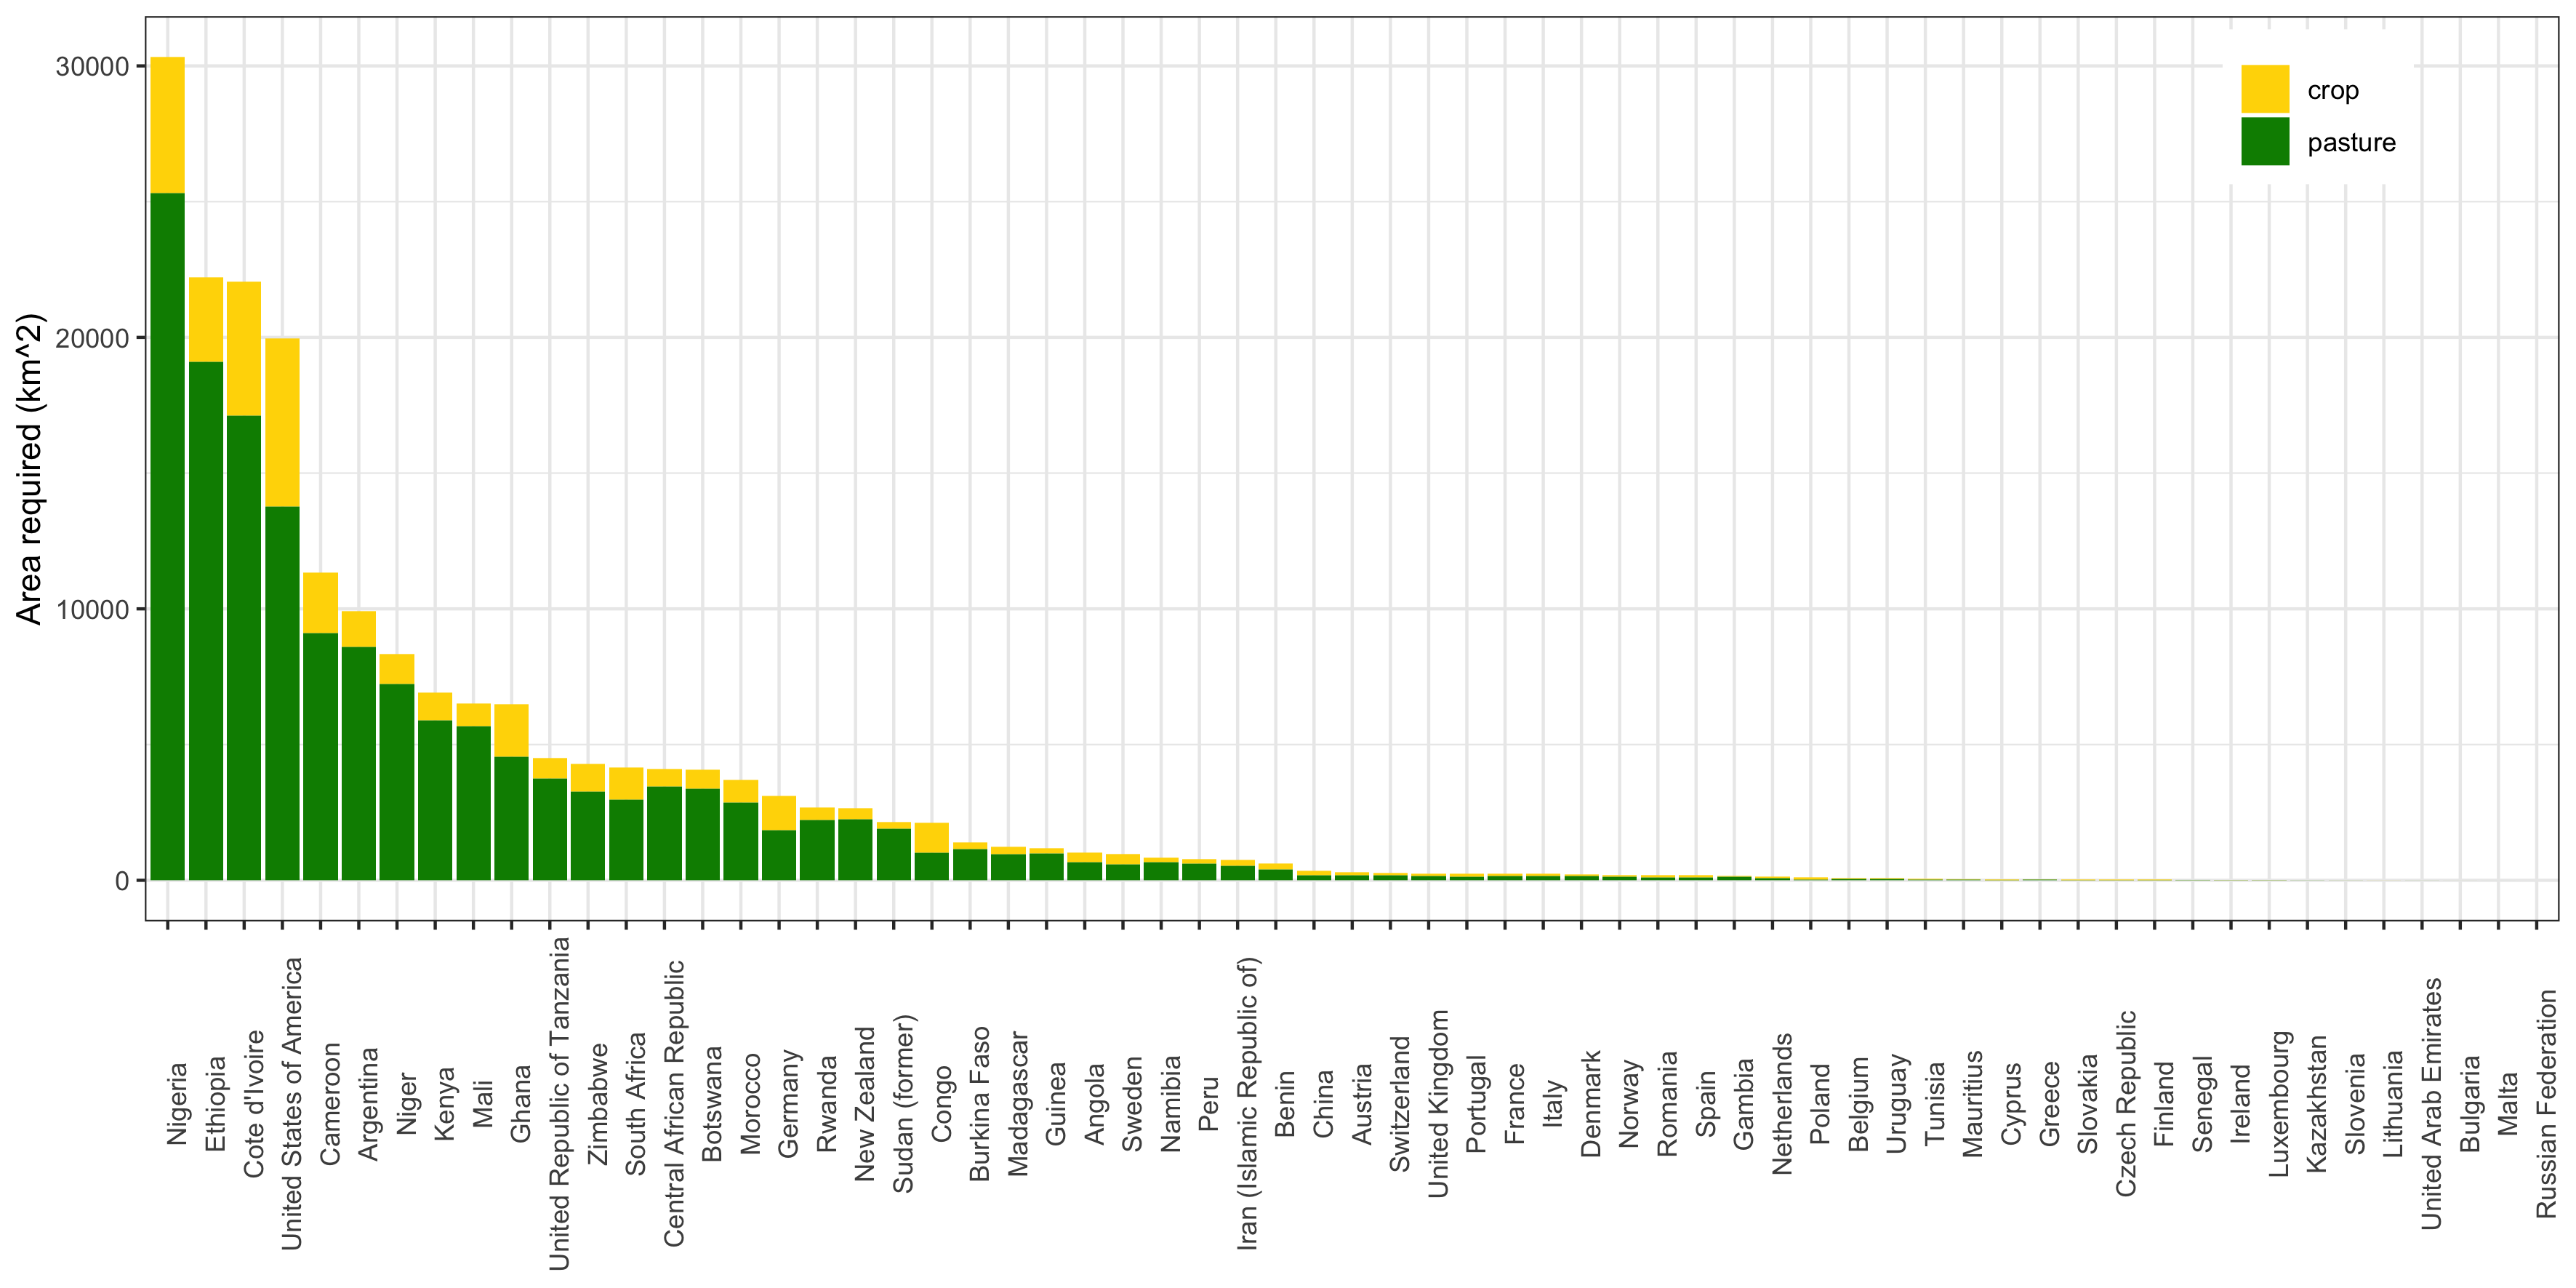 Area required (km^2)
30000
20000
10000
0
crop
pasture
Nigeria
Ethiopia
Cote d'Ivoire
United States of America
Cameroon
Argentina
Niger
Kenya
Mali
Ghana
United Republic of Tanzania
Zimbabwe
South Africa
Central African Republic
Botswana
Morocco
Germany
Rwanda
New Zealand
Sudan (former)
Congo
Burkina Faso
Madagascar
Guinea
Angola
Sweden
Namibia
Peru
Iran (Islamic Republic of)
Benin
China
Austria
Switzerland
United Kingdom
Portugal
France
Italy
Denmark
Norway
Romania
Spain
Gambia
Netherlands
Poland
Belgium
Uruguay
Tunisia
Mauritius
Cyprus
Greece
Slovakia
Czech Republic
Finland
Senegal
Ireland
Luxembourg
Kazakhstan
Slovenia
Lithuania
United Arab Emirates
Bulgaria
Malta
Russian Federation